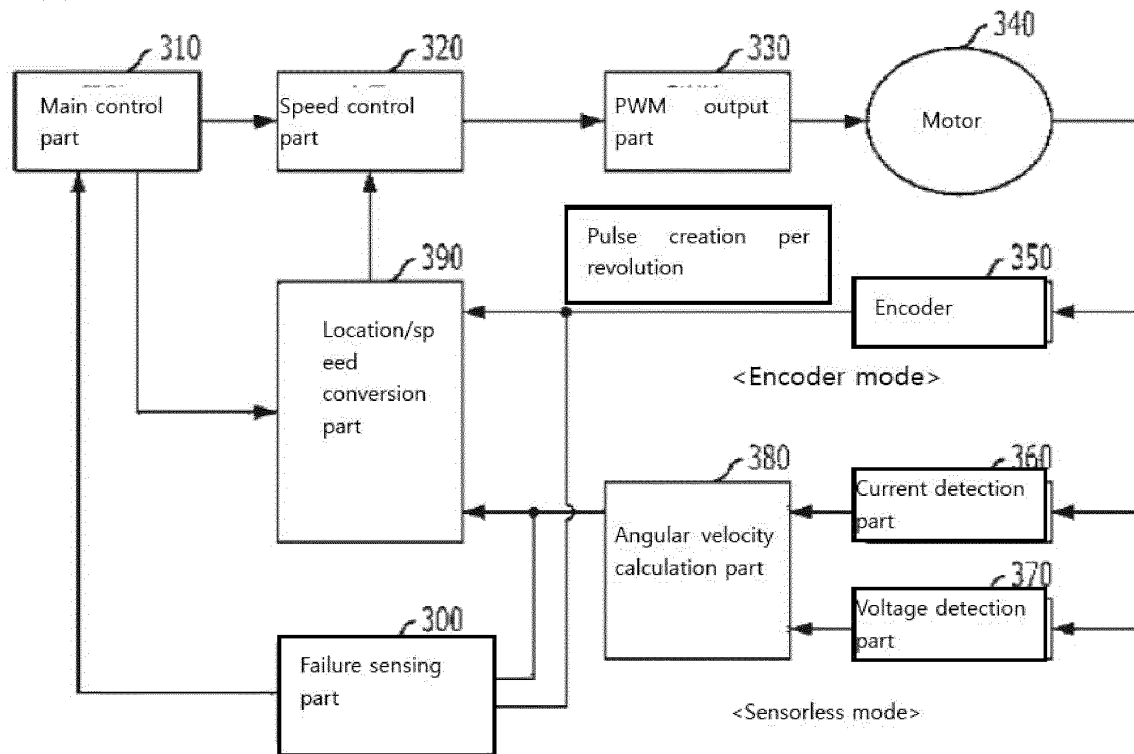 310
320
330
340
Main control
part
Speed control
part
PWM output
part
Motor
Pulse creation per
revolution
390
350
Location/sp
eed
conversion
part
Encoder
<Encoder mode>
380
360
Current detection
part
Angular velocity
calculation part
370
Voltage detection
part
300
Failure sensing
part
<Sensorless mode>